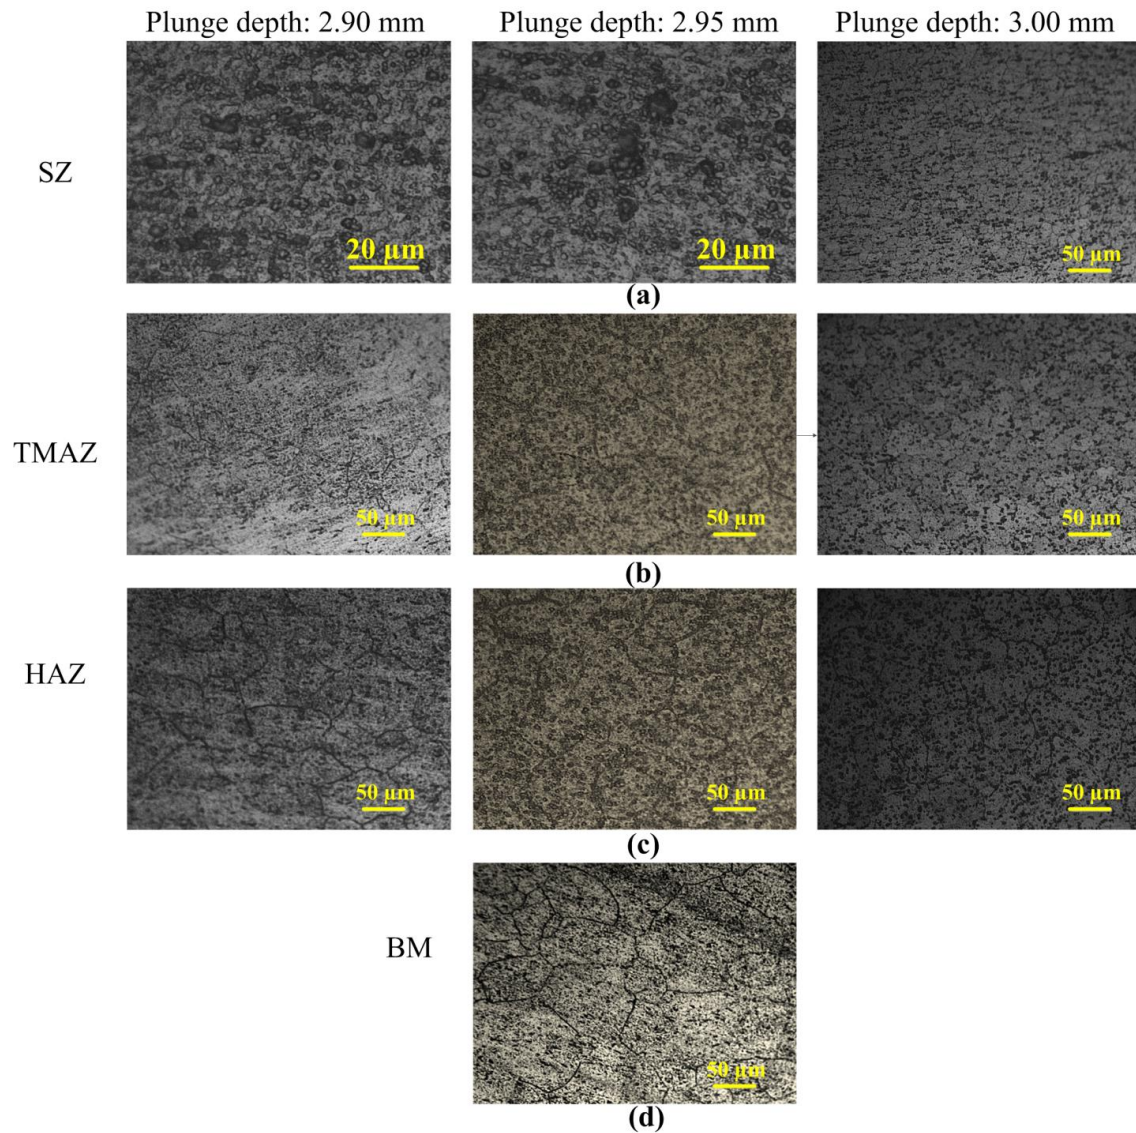 Plunge depth: 2.90 mm Plunge depth: 2.95 mm Plunge depth: 3.00 mm
SZ
20 µm 20 µm 50 µm
(a)
TMAZ
50 µm 50 µm 50 µm
(b)
HAZ
50 µm 50 µm 50 µm
(c)
BM
50 µm
(d)